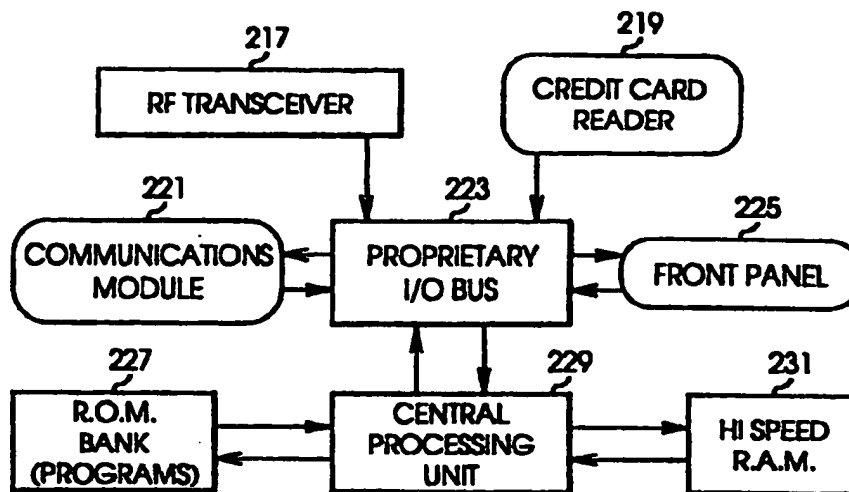 217
RF TRANSCEIVER
219
CREDIT CARD
READER
221
COMMUNICATIONS
MODULE
223
PROPRIETARY
I/O BUS
225
FRONT PANEL
227
R.O.M.
BANK
(PROGRAMS)
229
CENTRAL
PROCESSING
UNIT
231
HI SPEED
R.A.M.